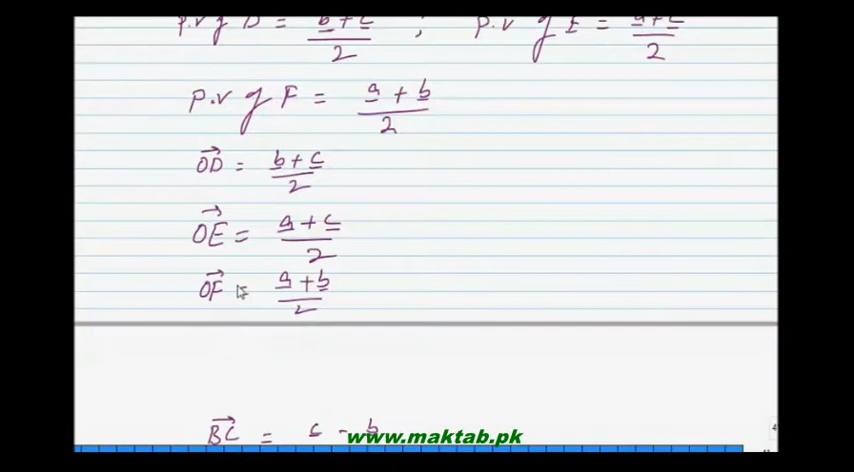 p.v of D = b + c / 2 ; p.v of E = a + c / 2
p.v of F = a + b / 2
OD = b + c / 2
OE = a + c / 2
OF = a + b / 2
BC = c - b
www.maktab.pk